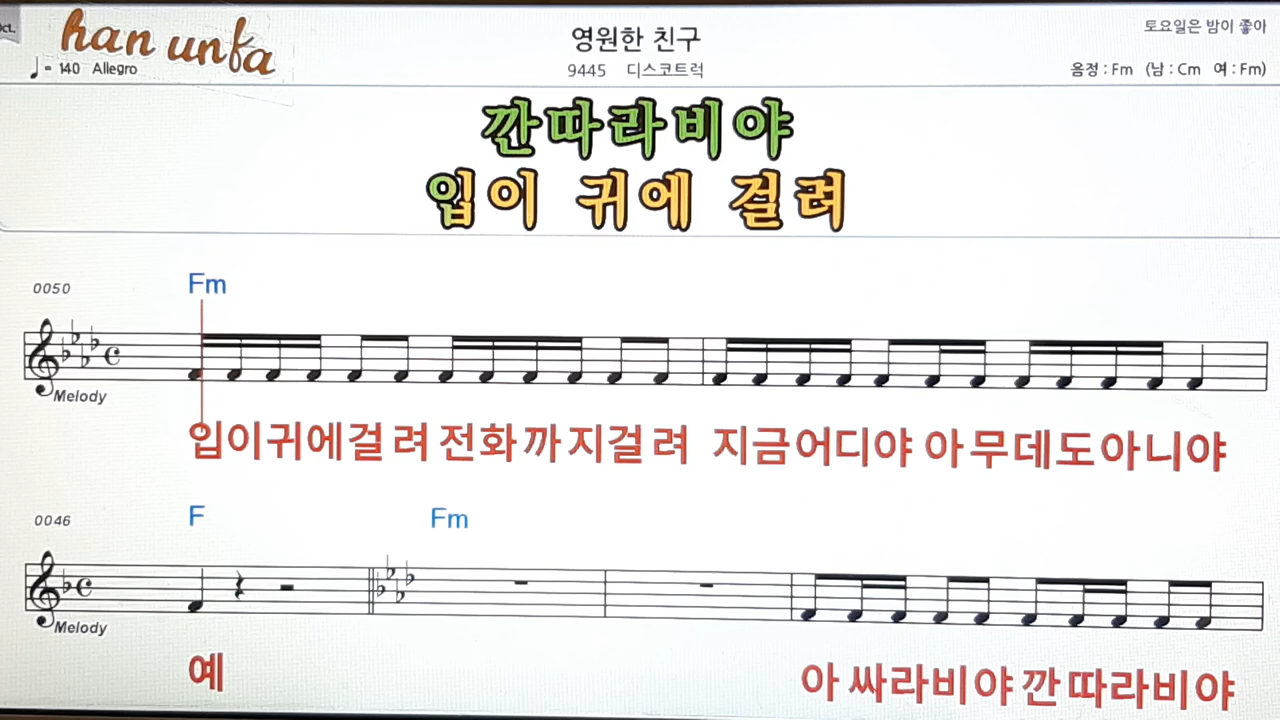 han unfa
♩= 140 Allegro
영원한 친구
9445 디스코트럭
토요일은 밤이 좋아
음정 : Fm (남 : Cm 여 : Fm)
깐따라비야
입이 귀에 걸려
0050
Fm
Melody
입이귀에걸려 전화까지걸려 지금어디야 아무데도아니야
0046
F Fm
Melody
예 아싸라비야 깐따라비야